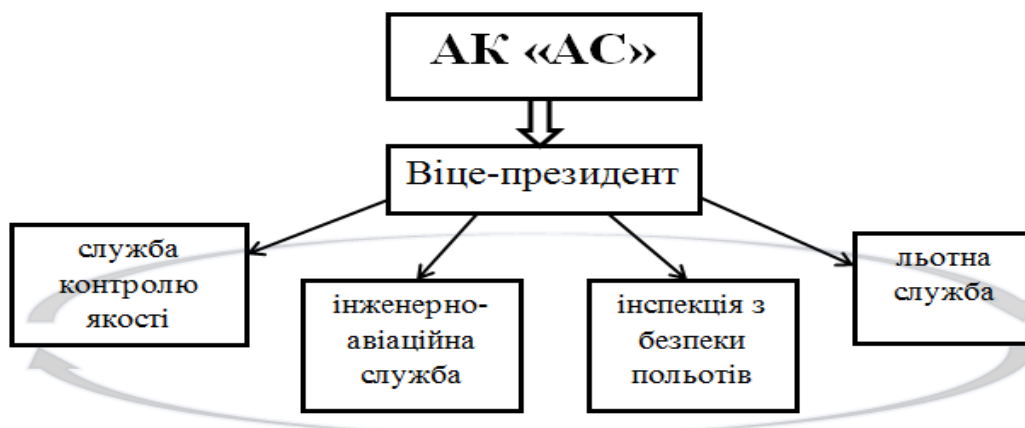 АК «АС»
Віце-президент
служба
контролю
якості
інженерно-
авіаційна
служба
інспекція з
безпеки
польотів
льотна
служба